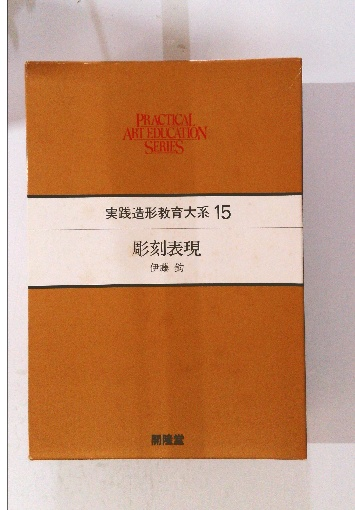 PRACTICAL
ART EDUCATION
SERIES
実践造形教育大系 15
彫刻表現
伊藤 鈞
開隆堂